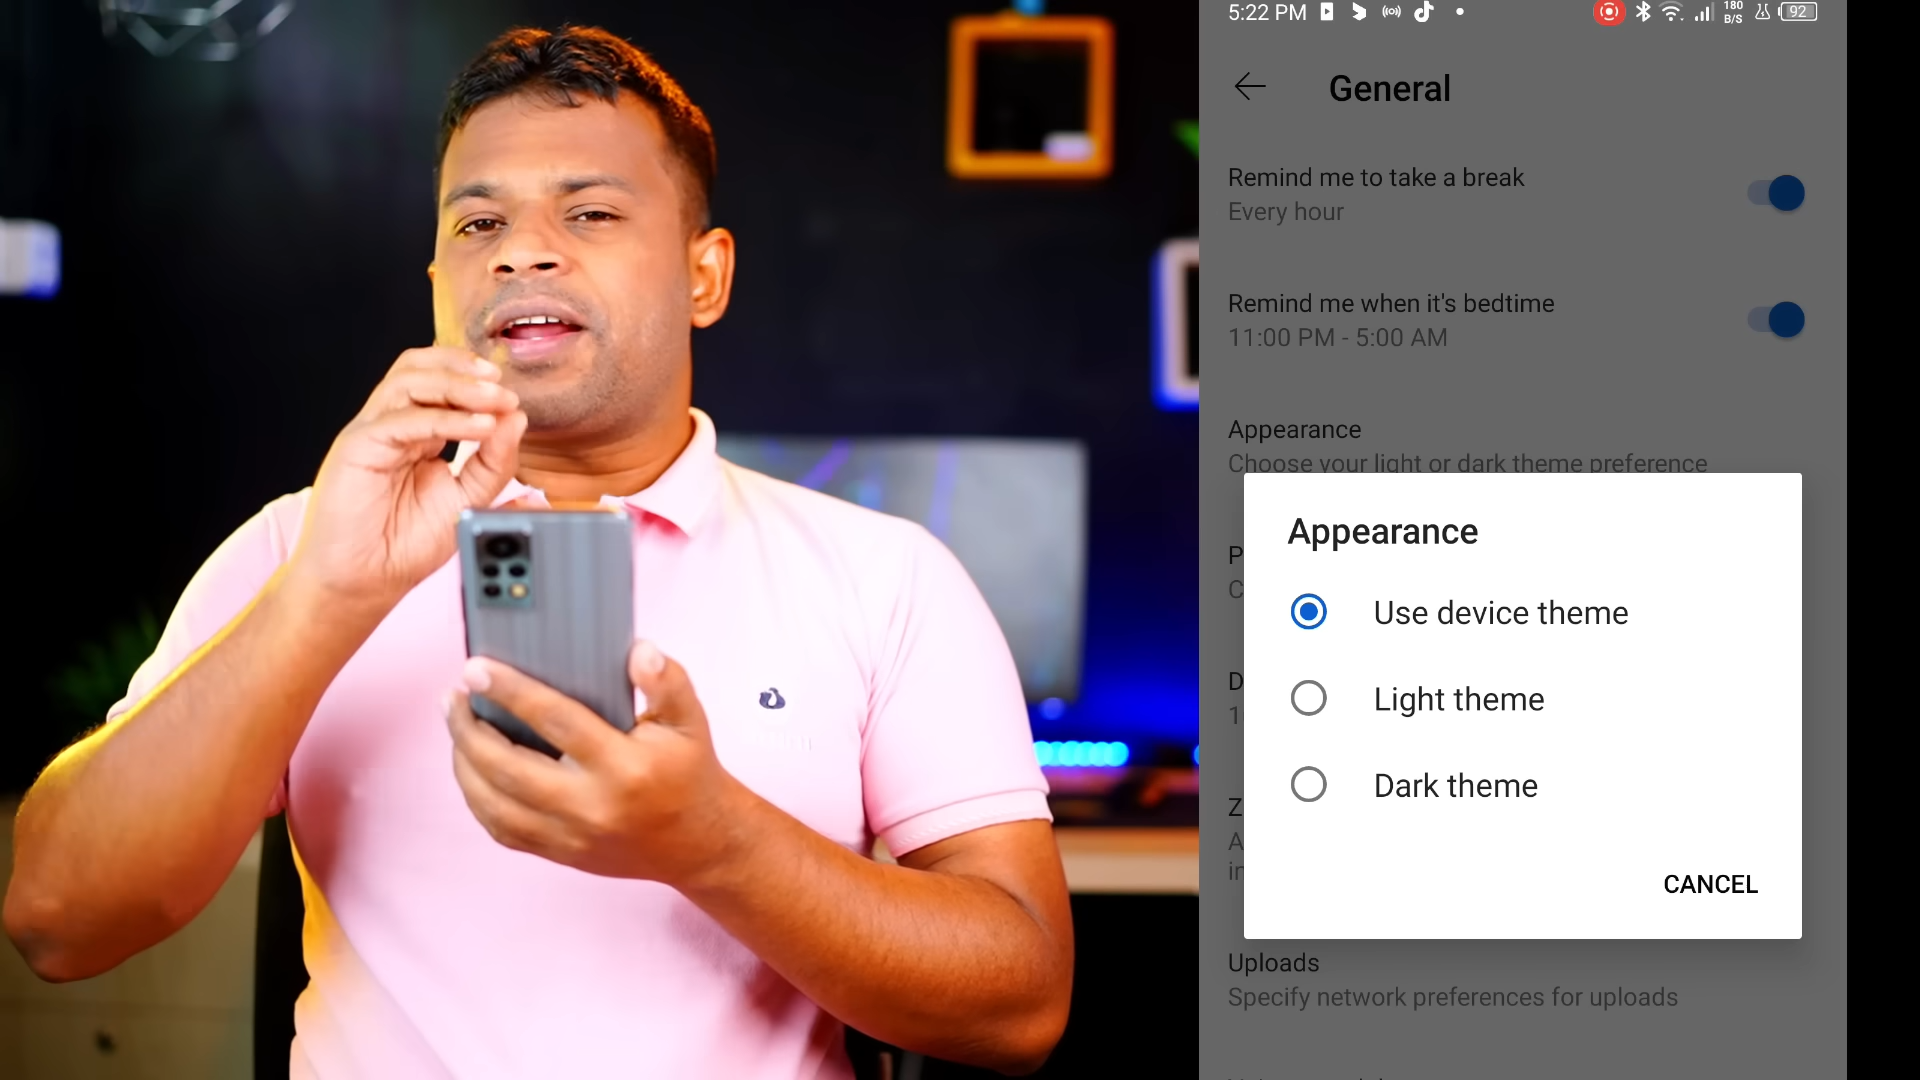 5:22 PM
180
B/S
92
General
Remind me to take a break
Every hour
Remind me when it's bedtime
11:00 PM - 5:00 AM
Appearance
Choose your light or dark theme preference
P
C
D
1
Z
A
in
Appearance
Use device theme
Light theme
Dark theme
CANCEL
Uploads
Specify network preferences for uploads